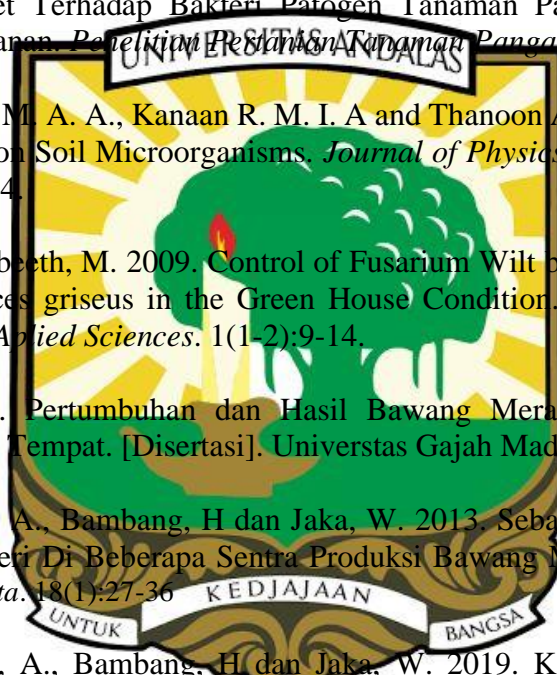 et Terhadap Bakteri Patogen Tanaman Pa
anan. Penelitian Pertanian Tanaman Panga
UNIVERSITAS ANDALAS
M. A. A., Kanaan R. M. I. A and Thanoon A
on Soil Microorganisms. Journal of Physics
4.
beeth, M. 2009. Control of Fusarium Wilt b
ces griseus in the Green House Condition.
Aplied Sciences. 1(1-2):9-14.
. Pertumbuhan dan Hasil Bawang Mera
Tempat. [Disertasi]. Universtas Gajah Mad
A., Bambang, H dan Jaka, W. 2013. Seba
eri Di Beberapa Sentra Produksi Bawang M
ta. 18(1):27-36
KEDJAJAAN
UNTUK
BANGSA
, A., Bambang, H dan Jaka, W. 2019. K